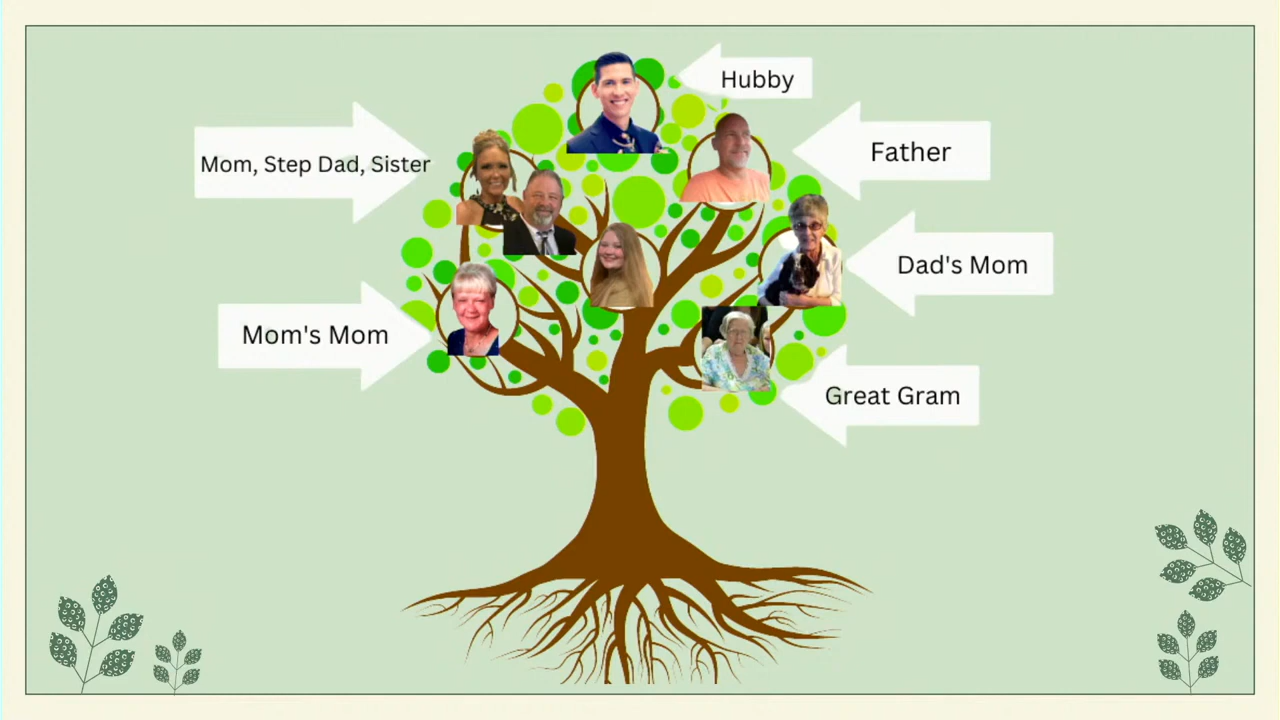 Hubby
Mom, Step Dad, Sister
Father
Dad's Mom
Mom's Mom
Great Gram